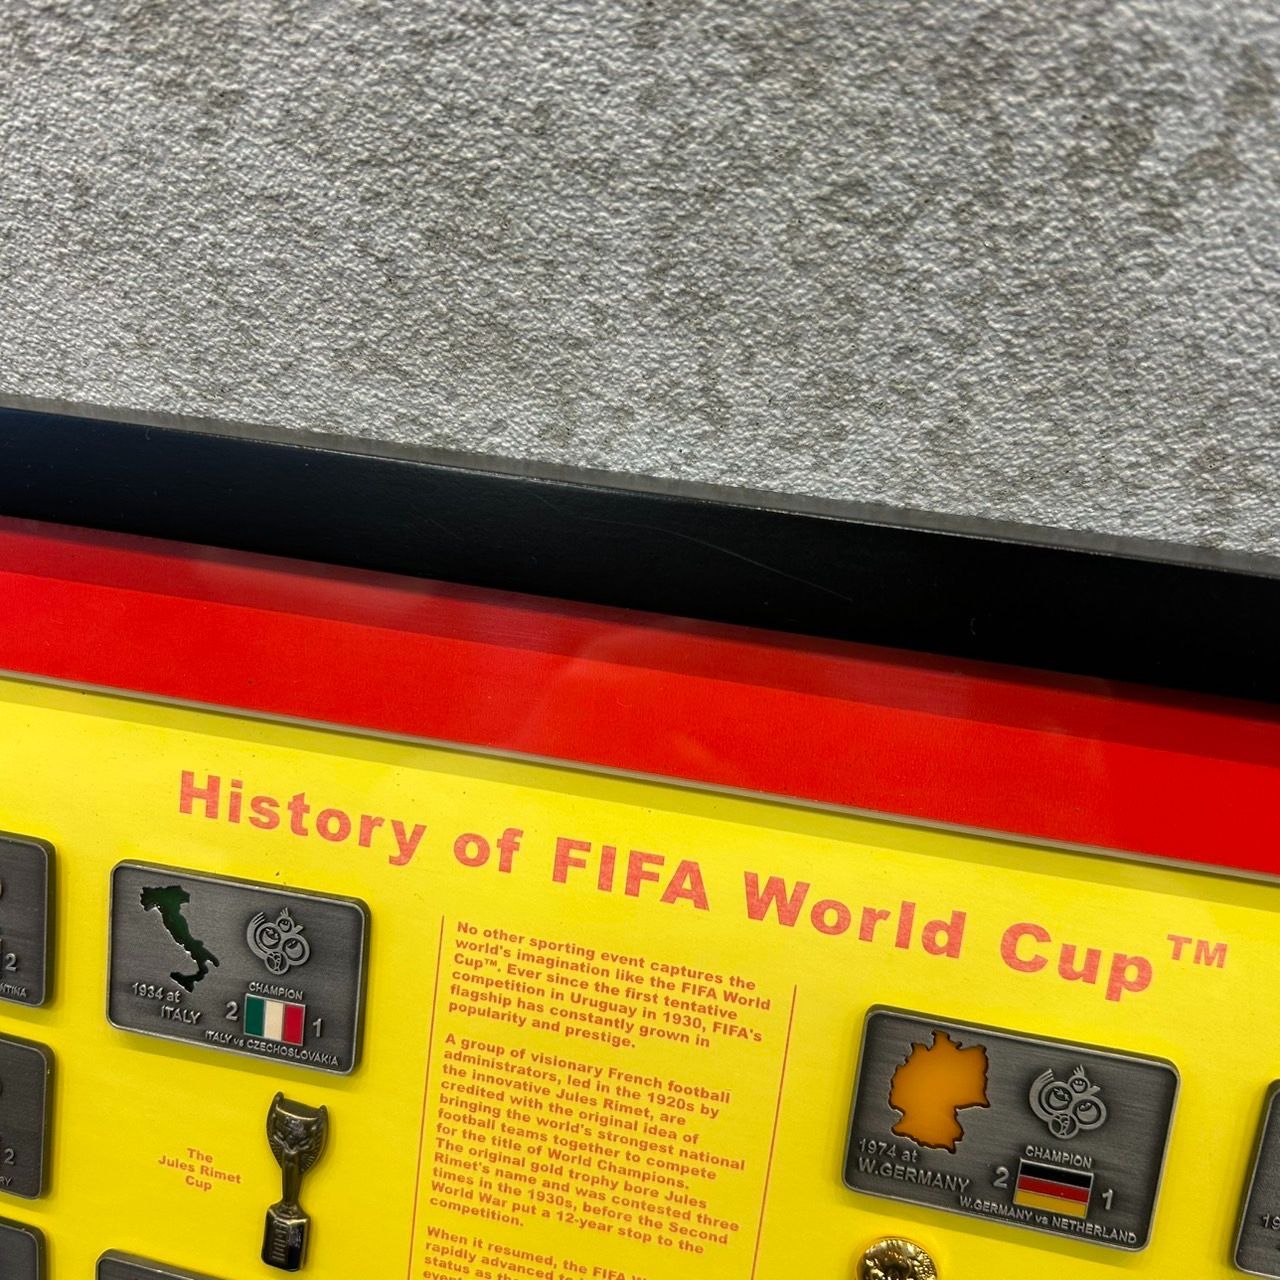 History of FIFA World Cup™
2
1934 at
ITALY
CHAMPION
2
1
ITALY vs CZECHOSLOVAKIA
2
The
Jules Rimet
Cup
No other sporting event captures the
world's imagination like the FIFA World
Cup™. Ever since the first tentative
competition in Uruguay in 1930, FIFA's
flagship has constantly grown in
popularity and prestige.
A group of visionary French football
administrators, led in the 1920s by
the innovative Jules Rimet, are
credited with the original idea of
bringing the world's strongest national
football teams together to compete
for the title of World Champions.
The original gold trophy bore Jules
Rimet's name and was contested three
times in the 1930s, before the Second
World War put a 12-year stop to the
competition.
When it resumed, the FIFA
rapidly advanced to
status as
1974 at
W.GERMANY
CHAMPION
2
1
W.GERMANY vs NETHERLAND